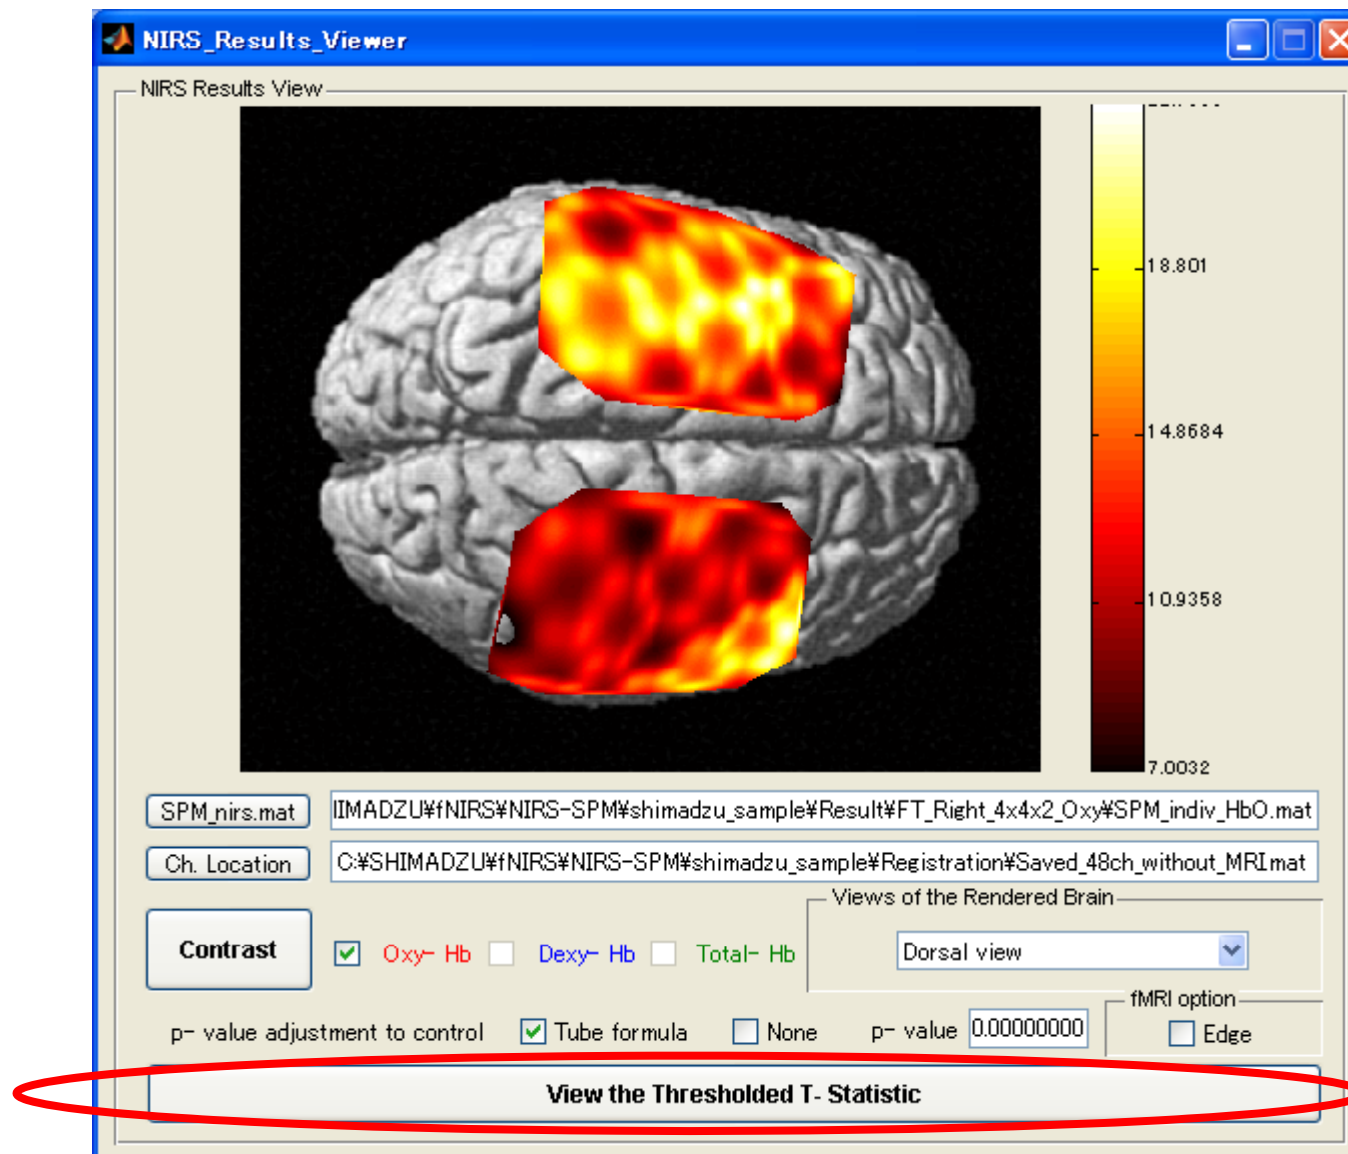 NIRS_Results_Viewer
NIRS Results View
18.801
14.8684
10.9358
7.0032
SPM_nirs.mat
IIMADZU¥fNIRS¥NIRS-SPM¥shimadzu_sample¥Result¥FT_Right_4x4x2_Oxy¥SPM_indiv_HbO.mat
Ch. Location
C:¥SHIMADZU¥fNIRS¥NIRS-SPM¥shimadzu_sample¥Registration¥Saved_48ch_without_MRI.mat
Views of the Rendered Brain
Contrast
Oxy- Hb
Dexy- Hb
Total- Hb
Dorsal view
fMRI option
p- value adjustment to control
Tube formula
None
p- value
0.00000000
Edge
View the Thresholded T- Statistic